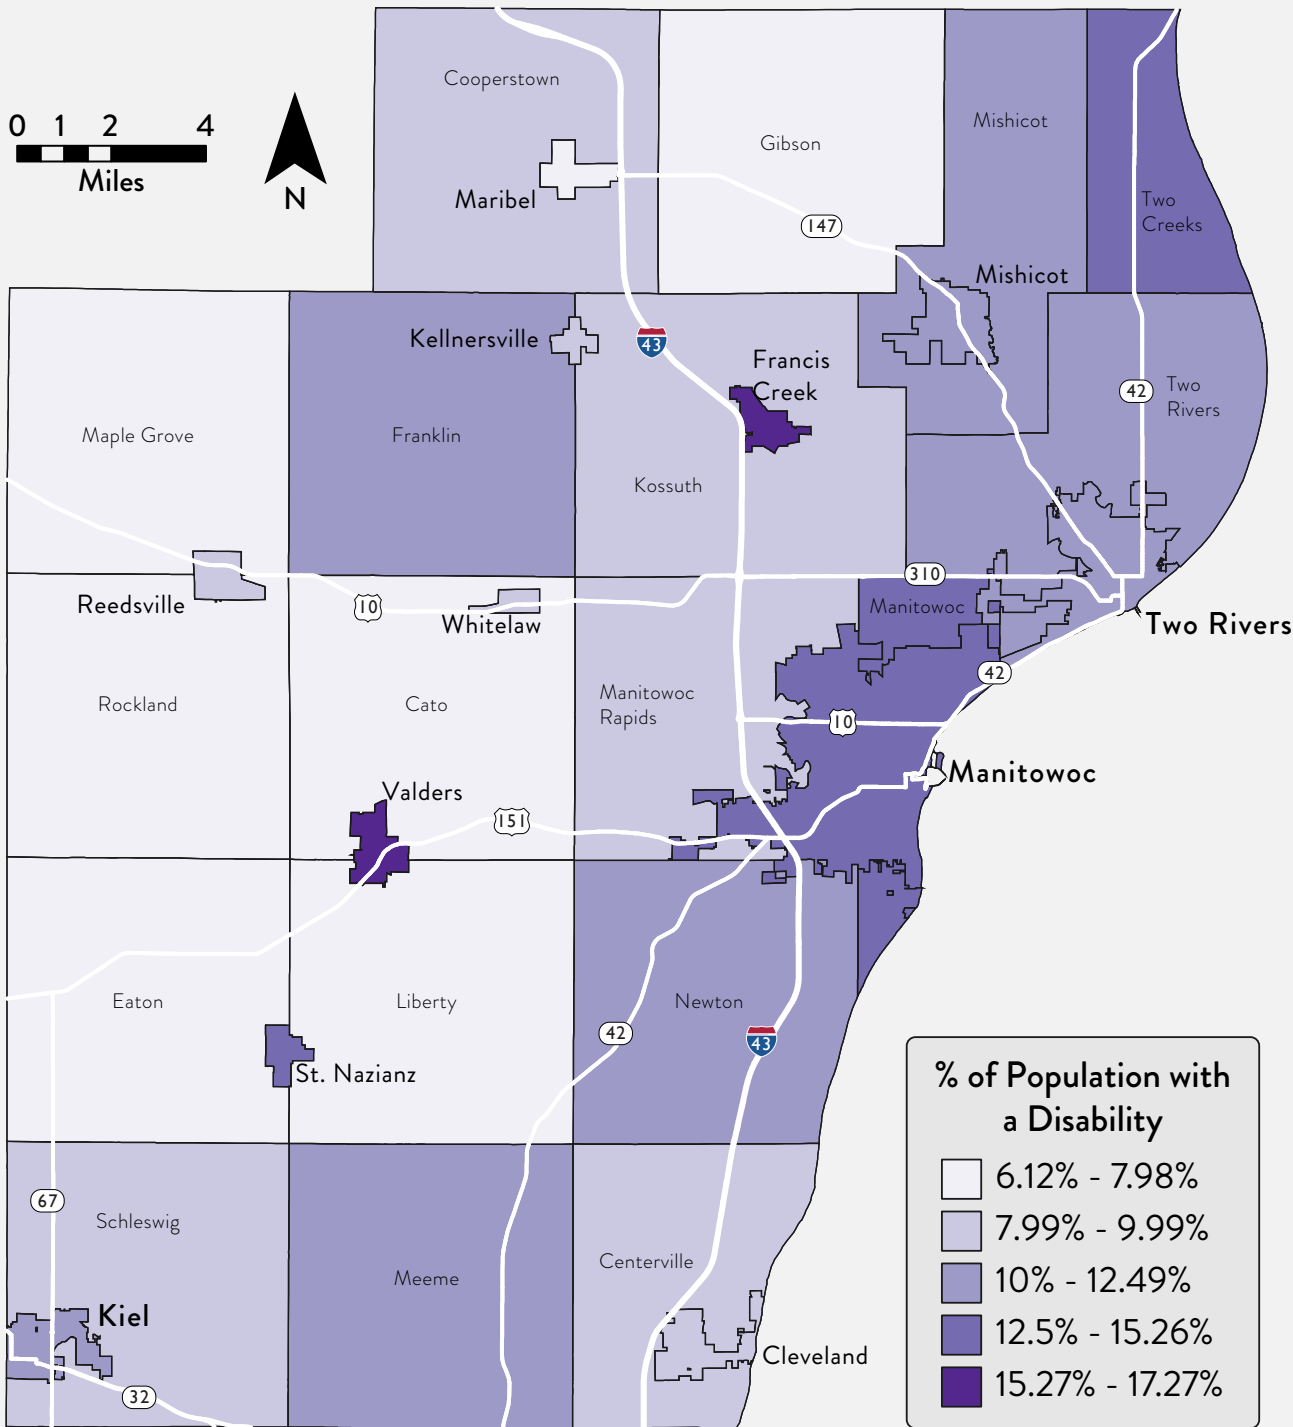 Cooperstown
0 1 2 4
Miles
N
Gibson
Mishicot
Maribel
147
Two
Creeks
Mishicot
Kellnersville
43
Francis
Creek
42
Two
Rivers
Maple Grove
Franklin
Kossuth
310
Reedsville
10
Whitelaw
Manitowoc
Two Rivers
42
Rockland
Cato
Manitowoc
Rapids
10
Manitowoc
Valders
151
Eaton
Liberty
Newton
42
43
St. Nazianz
67
Schleswig
Meeme
Centerville
Kiel
Cleveland
32
% of Population with
a Disability
6.12% - 7.98%
7.99% - 9.99%
10% - 12.49%
12.5% - 15.26%
15.27% - 17.27%